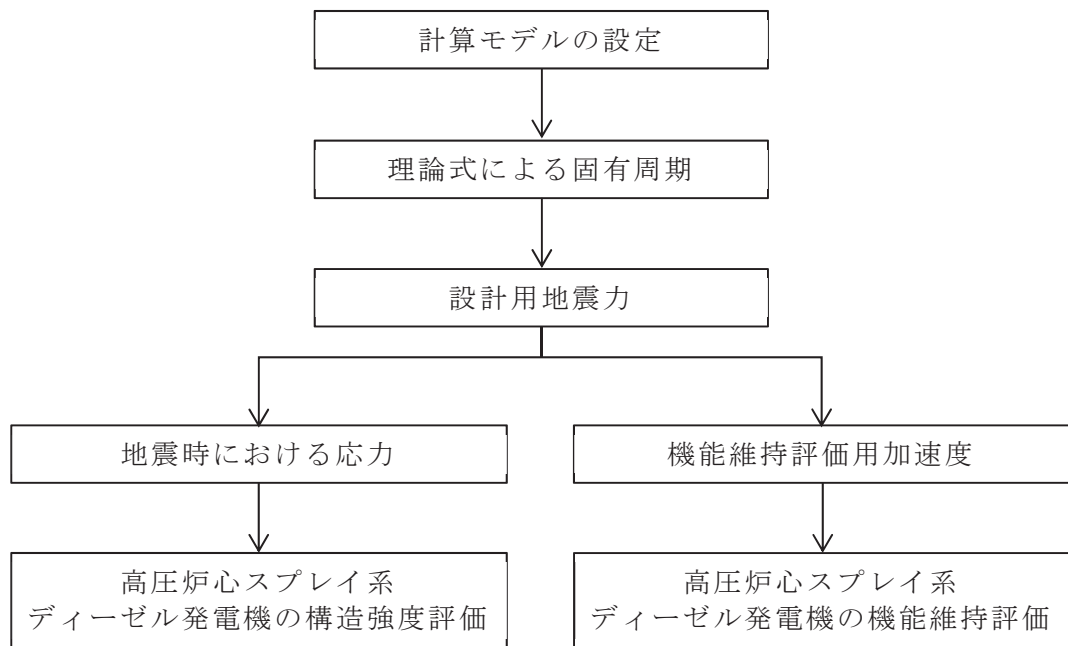 計算モデルの設定
理論式による固有周期
設計用地震力
地震時における応力
機能維持評価用加速度
高圧炉心スプレイ系
ディーゼル発電機の構造強度評価
高圧炉心スプレイ系
ディーゼル発電機の機能維持評価